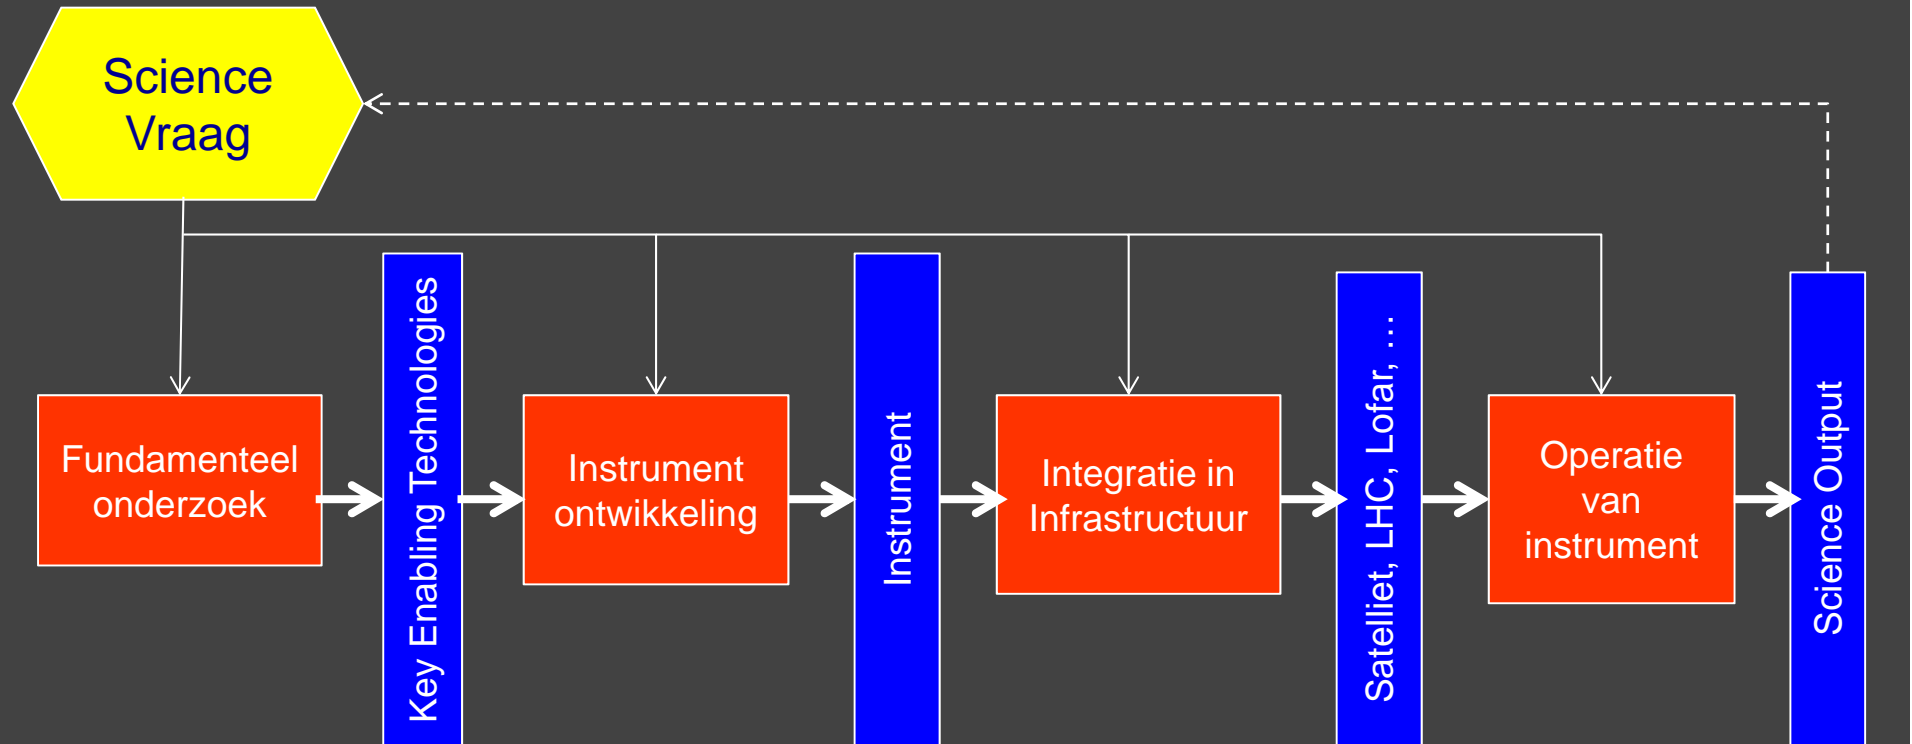 Science
Vraag
Fundamenteel
onderzoek
Key Enabling Technologies
Instrument
ontwikkeling
Instrument
Integratie in
Infrastructuur
Satelliet, LHC, Lofar, …
Operatie
van
instrument
Science Output